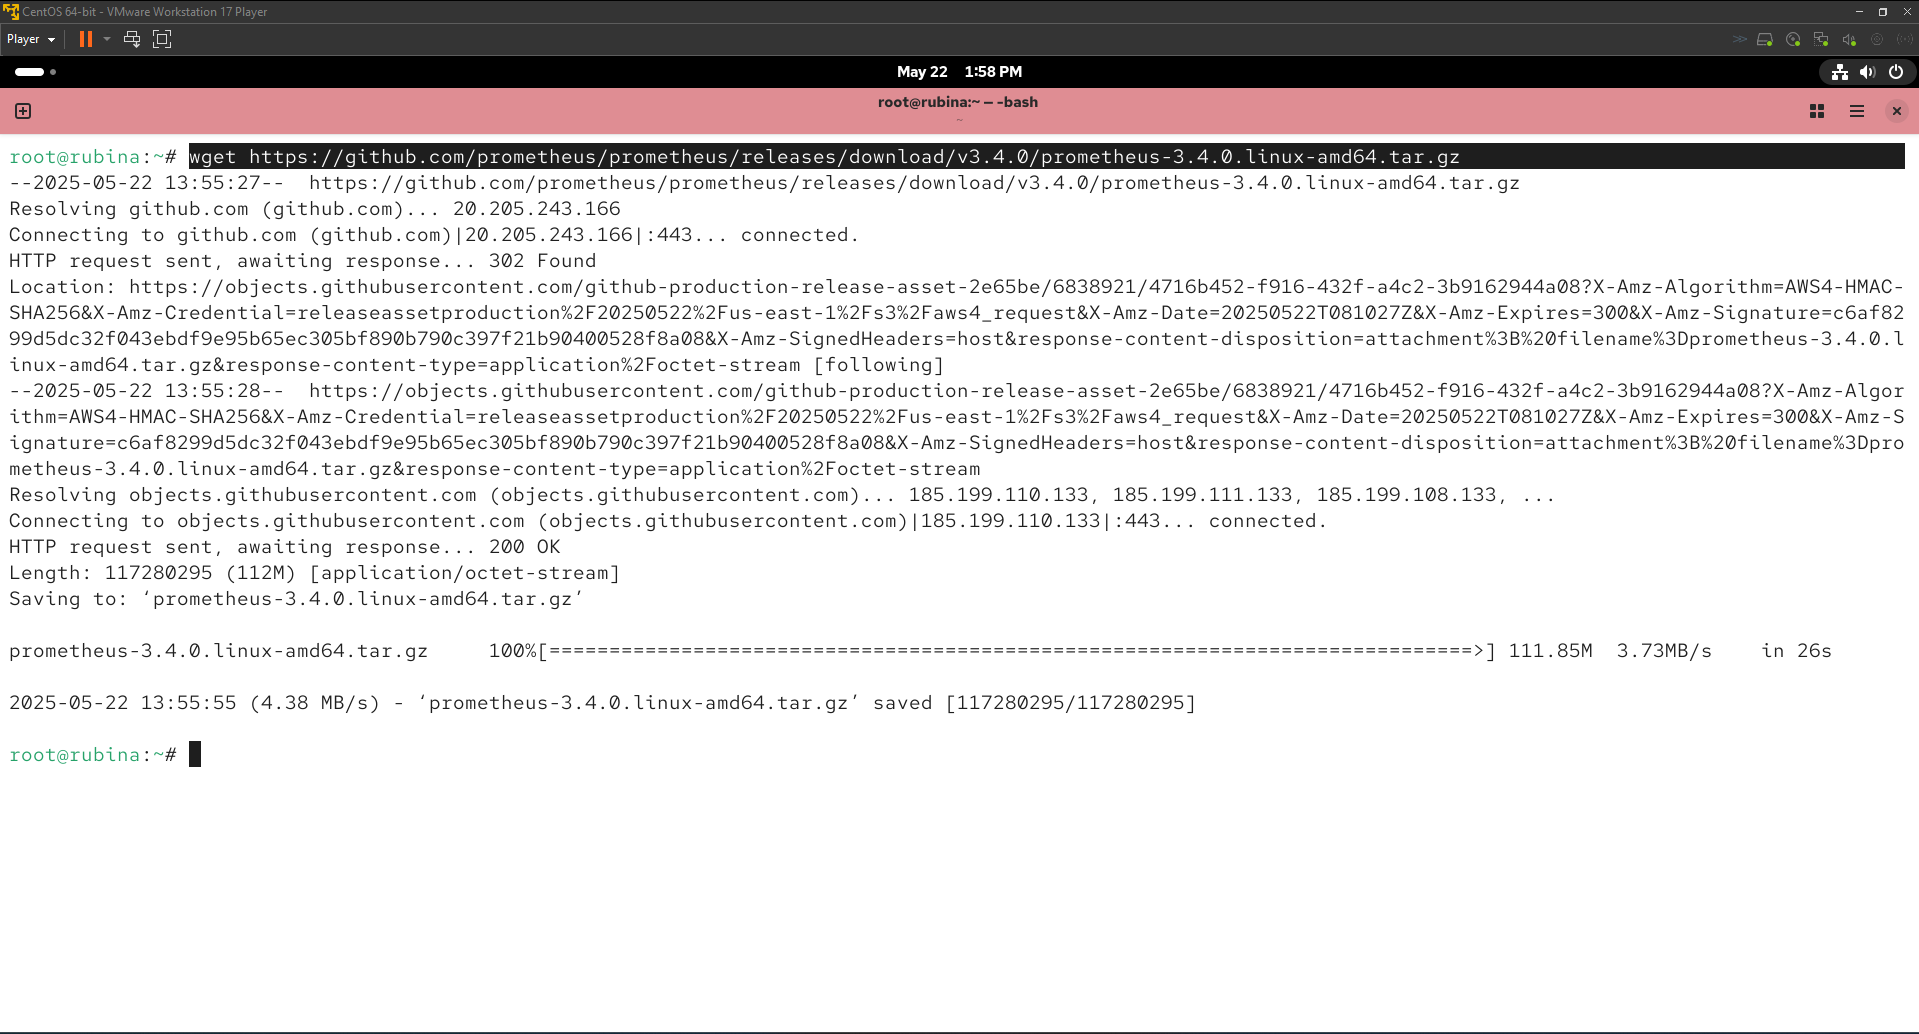 CentOS 64-bit - VMware Workstation 17 Player
Player
May 22 1:58 PM
root@rubina:~ — -bash
~
root@rubina:~# wget https://github.com/prometheus/prometheus/releases/download/v3.4.0/prometheus-3.4.0.linux-amd64.tar.gz
--2025-05-22 13:55:27--  https://github.com/prometheus/prometheus/releases/download/v3.4.0/prometheus-3.4.0.linux-amd64.tar.gz
Resolving github.com (github.com)... 20.205.243.166
Connecting to github.com (github.com)|20.205.243.166|:443... connected.
HTTP request sent, awaiting response... 302 Found
Location: https://objects.githubusercontent.com/github-production-release-asset-2e65be/6838921/4716b452-f916-432f-a4c2-3b9162944a08?X-Amz-Algorithm=AWS4-HMAC-
SHA256&X-Amz-Credential=releaseassetproduction%2F20250522%2Fus-east-1%2Fs3%2Faws4_request&X-Amz-Date=20250522T081027Z&X-Amz-Expires=300&X-Amz-Signature=c6af82
99d5dc32f043ebdf9e95b65ec305bf890b790c397f21b90400528f8a08&X-Amz-SignedHeaders=host&response-content-disposition=attachment%3B%20filename%3Dprometheus-3.4.0.l
inux-amd64.tar.gz&response-content-type=application%2Foctet-stream [following]
--2025-05-22 13:55:28--  https://objects.githubusercontent.com/github-production-release-asset-2e65be/6838921/4716b452-f916-432f-a4c2-3b9162944a08?X-Amz-Algor
ithm=AWS4-HMAC-SHA256&X-Amz-Credential=releaseassetproduction%2F20250522%2Fus-east-1%2Fs3%2Faws4_request&X-Amz-Date=20250522T081027Z&X-Amz-Expires=300&X-Amz-S
ignature=c6af8299d5dc32f043ebdf9e95b65ec305bf890b790c397f21b90400528f8a08&X-Amz-SignedHeaders=host&response-content-disposition=attachment%3B%20filename%3Dpro
metheus-3.4.0.linux-amd64.tar.gz&response-content-type=application%2Foctet-stream
Resolving objects.githubusercontent.com (objects.githubusercontent.com)... 185.199.110.133, 185.199.111.133, 185.199.108.133, ...
Connecting to objects.githubusercontent.com (objects.githubusercontent.com)|185.199.110.133|:443... connected.
HTTP request sent, awaiting response... 200 OK
Length: 117280295 (112M) [application/octet-stream]
Saving to: ‘prometheus-3.4.0.linux-amd64.tar.gz’
prometheus-3.4.0.linux-amd64.tar.gz     100%[=============================================================================>] 111.85M  3.73MB/s    in 26s
2025-05-22 13:55:55 (4.38 MB/s) - ‘prometheus-3.4.0.linux-amd64.tar.gz’ saved [117280295/117280295]
root@rubina:~#